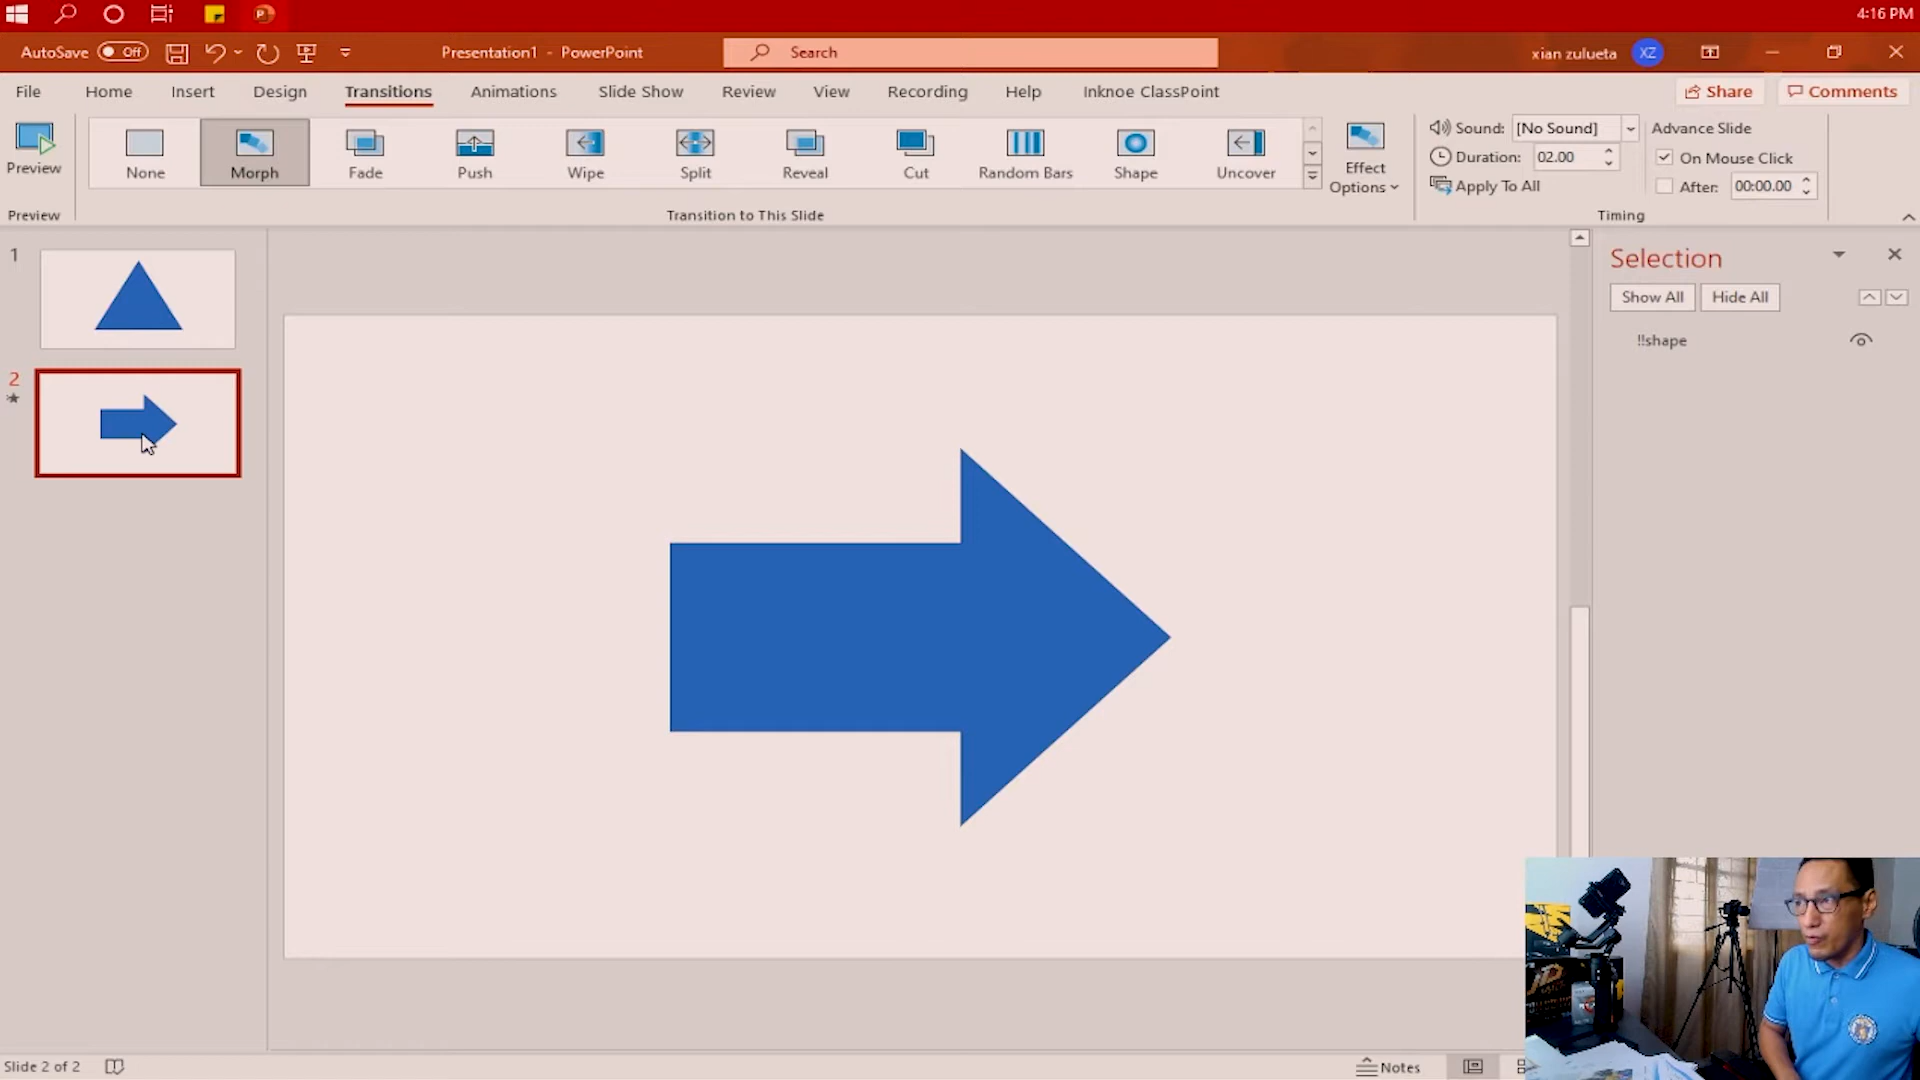 4:16 PM
AutoSave Off
Presentation1 - PowerPoint
Search
xian zulueta XZ
File Home Insert Design Transitions Animations Slide Show Review View Recording Help Inknoe ClassPoint
Share Comments
Preview
None Morph Fade Push Wipe Split Reveal Cut Random Bars Shape Uncover
Effect
Options
Sound: [No Sound]
Duration: 02.00
Apply To All
Advance Slide
On Mouse Click
After: 00:00.00
Preview
Transition to This Slide
Timing
1
2
Selection
Show All Hide All
!!shape
Slide 2 of 2
Notes